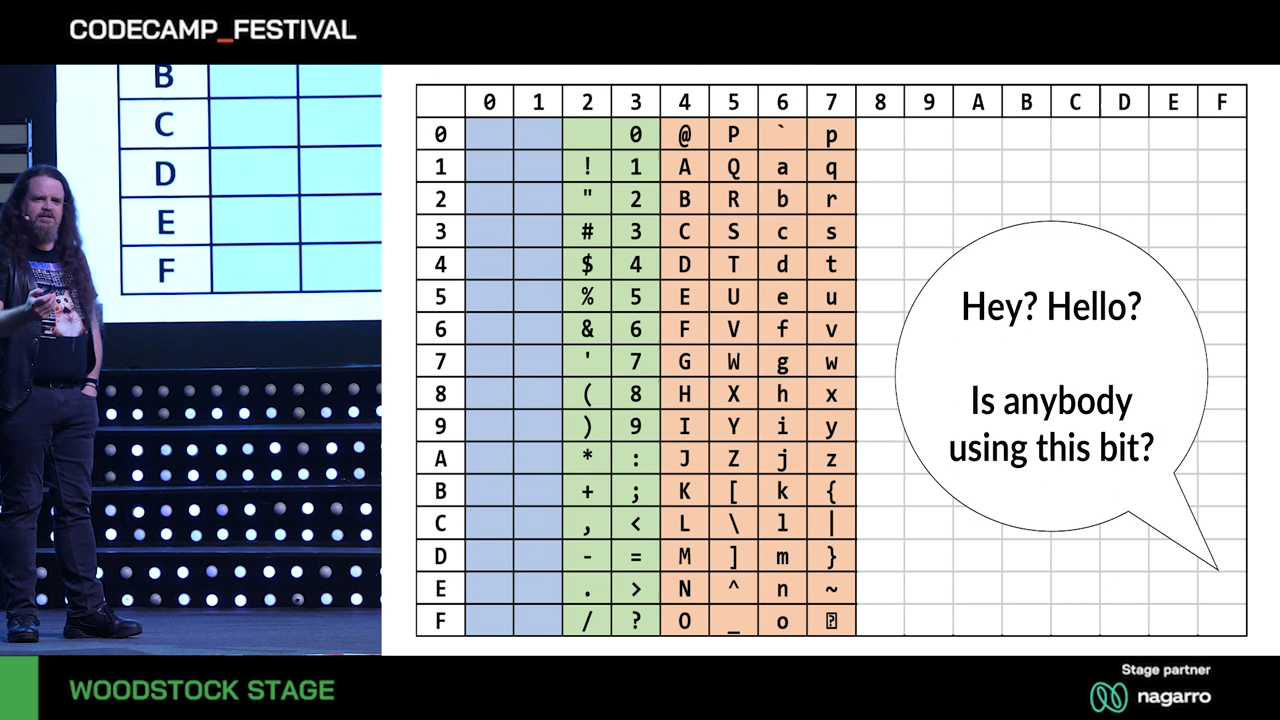 CODECAMP_FESTIVAL
B
C
D
E
F
0 1 2 3 4 5 6 7 8 9 A B C D E F
0 0 @ P ` p
1 ! 1 A Q a q
2 " 2 B R b r
3 # 3 C S c s
4 $ 4 D T d t
5 % 5 E U e u
6 & 6 F V f v
7 ' 7 G W g w
8 ( 8 H X h x
9 ) 9 I Y i y
A * : J Z j z
B + ; K [ k {
C , < L \ l |
D - = M ] m }
E . > N ^ n ~
F / ? O _ o
Hey? Hello?
Is anybody
using this bit?
WOODSTOCK STAGE
Stage partner
nagarro